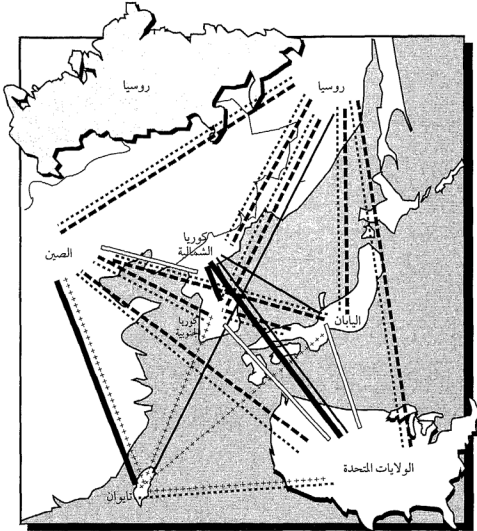 روسيا
روسيا
كوريا
الشمالية
الصين
كوريا
الجنوبية
اليابان
الولايات المتحدة
تايوان